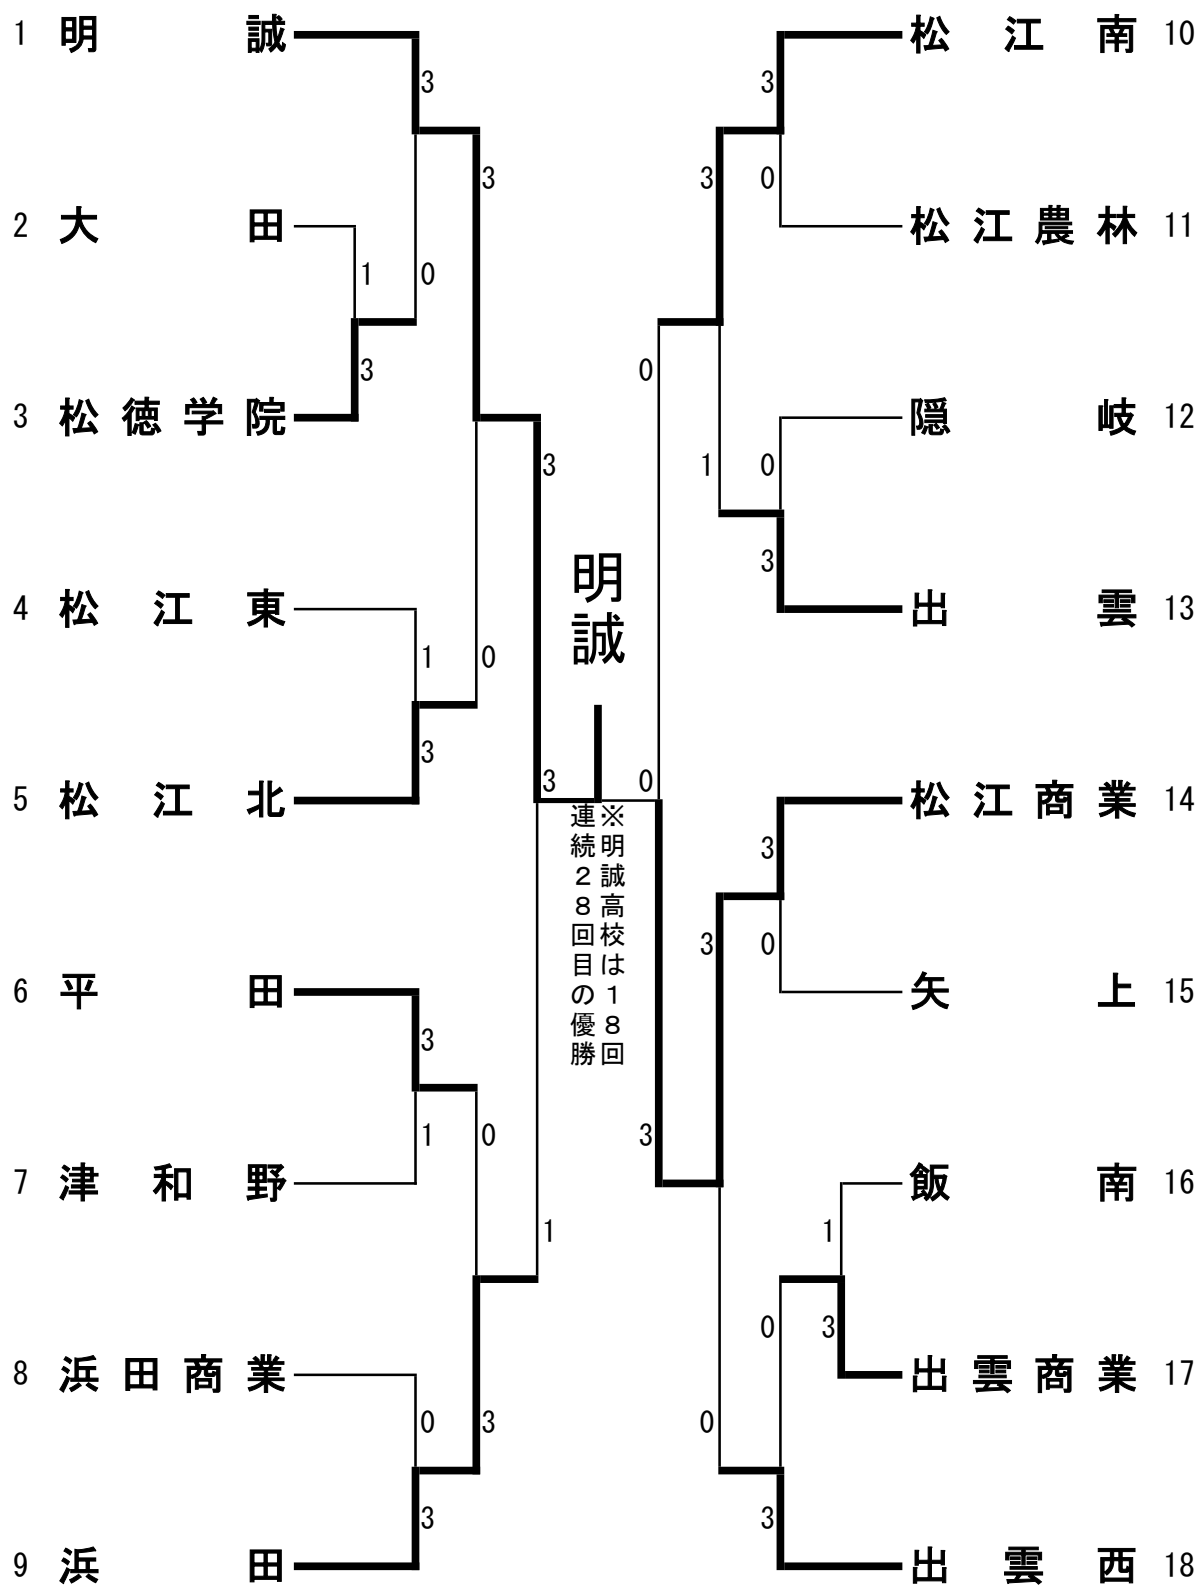 1 明誠
3
2 大田
1
0
3
3 松徳学院
3
3
4 松江東
1
0
3
5 松江北
3
6 平田
3
1
0
7 津和野
1
8 浜田商業
0
3
3
9 浜田
明誠
※明誠高校は18回
連続28回目の優勝
松江南 10
3
3
0
松江農林 11
0
隠岐 12
1
0
3
出雲 13
0
松江商業 14
3
3
0
矢上 15
3
飯南 16
1
0
3
出雲商業 17
0
3
出雲西 18